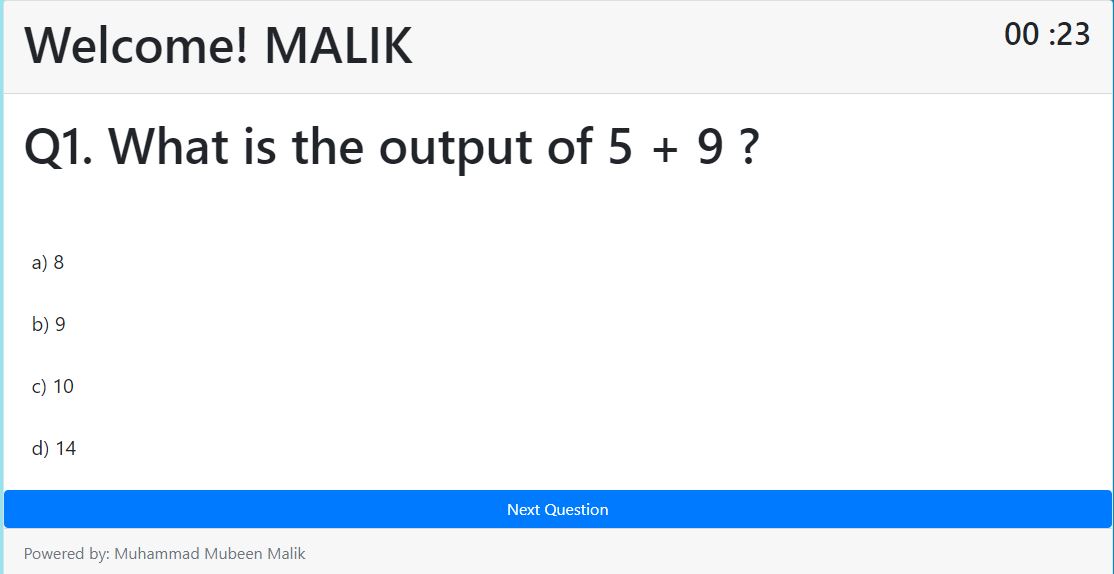 Welcome! MALIK
00 :23
Q1. What is the output of 5 + 9 ?
a) 8
b) 9
c) 10
d) 14
Next Question
Powered by: Muhammad Mubeen Malik